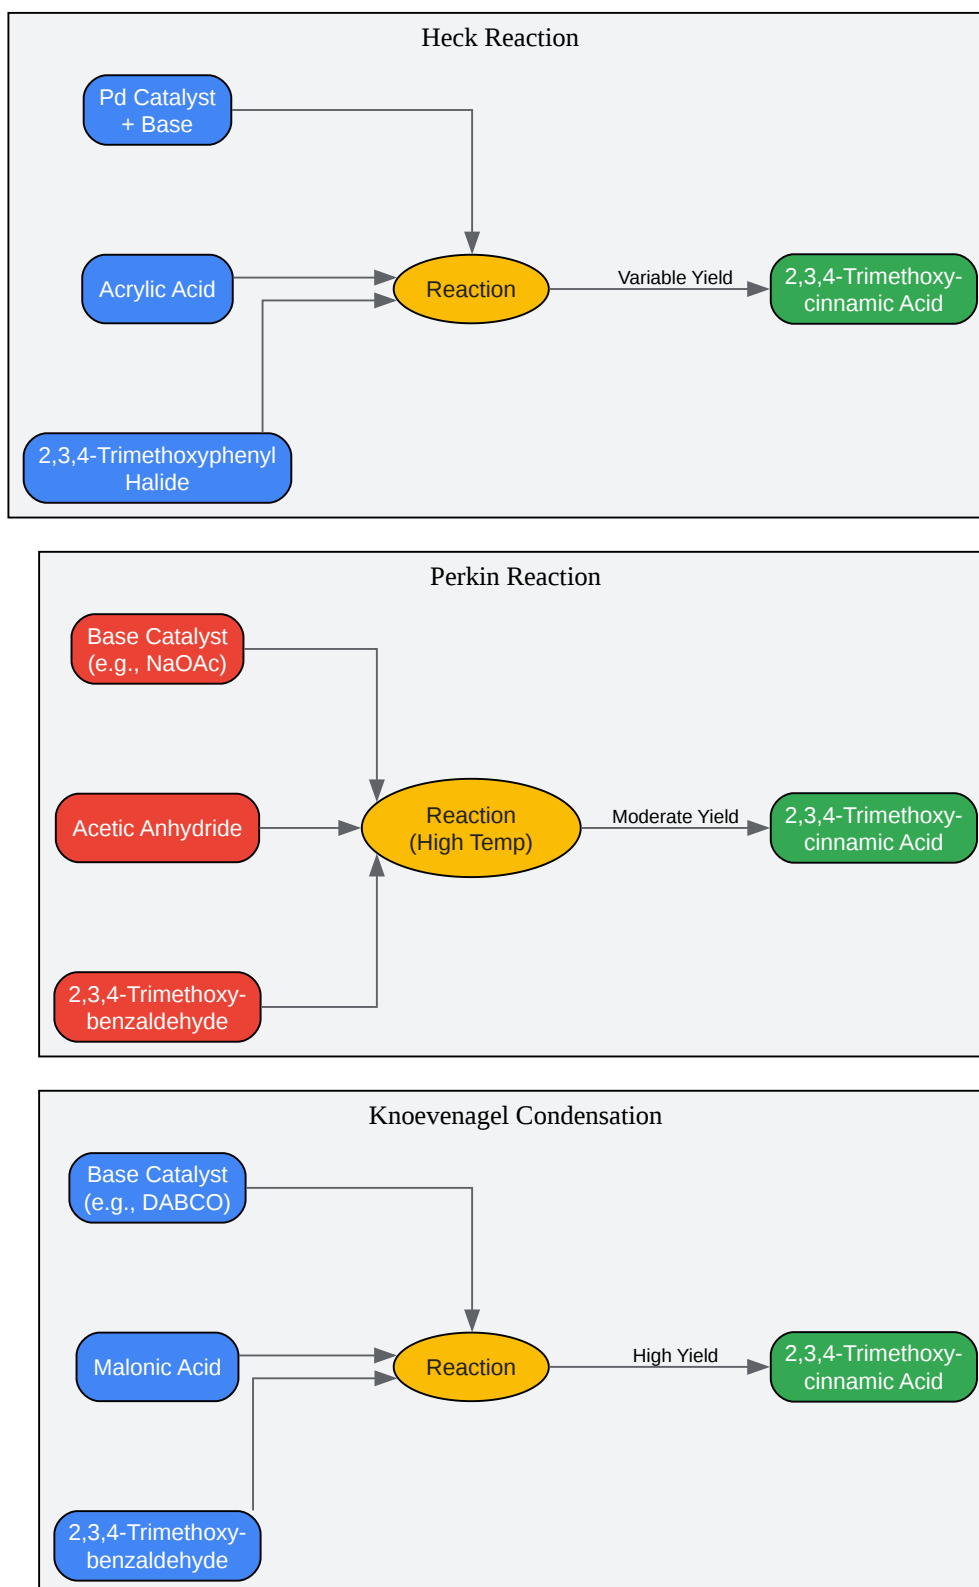 Heck Reaction
Pd Catalyst
+ Base
Acrylic Acid
Reaction
Variable Yield
2,3,4-Trimethoxy-
cinnamic Acid
2,3,4-Trimethoxyphenyl
Halide
Perkin Reaction
Base Catalyst
(e.g., NaOAc)
Acetic Anhydride
Reaction
(High Temp)
Moderate Yield
2,3,4-Trimethoxy-
cinnamic Acid
2,3,4-Trimethoxy-
benzaldehyde
Knoevenagel Condensation
Base Catalyst
(e.g., DABCO)
Malonic Acid
Reaction
High Yield
2,3,4-Trimethoxy-
cinnamic Acid
2,3,4-Trimethoxy-
benzaldehyde